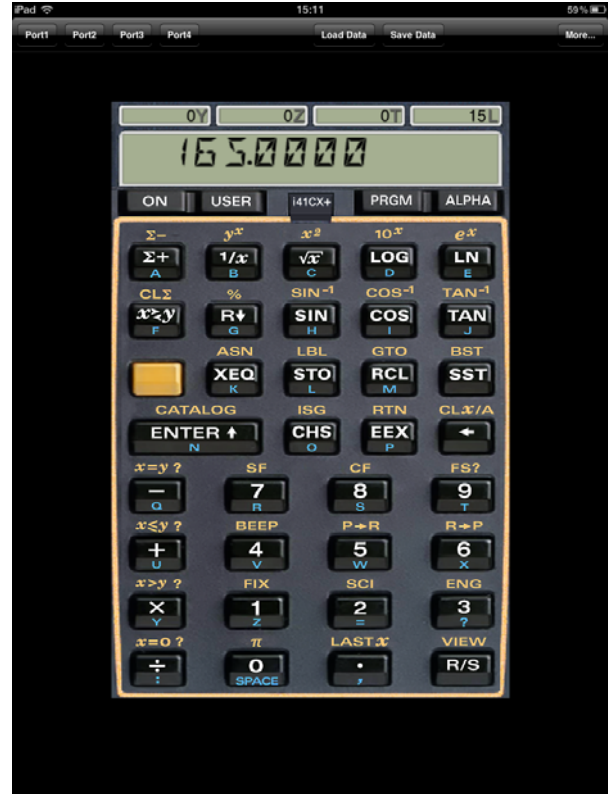 iPad 15:11 59%
Port1 Port2 Port3 Port4 Load Data Save Data More...
0Y 0Z 0T 15L
165.0000
ON USER i41CX+ PRGM ALPHA
Σ− yˣ x² 10ˣ eˣ
Σ+ 1/x √x LOG LN
A B C D E
CLΣ % SIN⁻¹ COS⁻¹ TAN⁻¹
x≷y R↓ SIN COS TAN
F G H I J
ASN LBL GTO BST
XEQ STO RCL SST
K L M
CATALOG ISG RTN CLx/A
ENTER ↑ CHS EEX ←
N O P
x=y ? SF CF FS?
− 7 8 9
Q R S T
x≤y ? BEEP P→R R→P
+ 4 5 6
U V W X
x>y ? FIX SCI ENG
× 1 2 3
Y Z = ?
x=0 ? π LAST x VIEW
÷ 0 . R/S
: SPACE ,